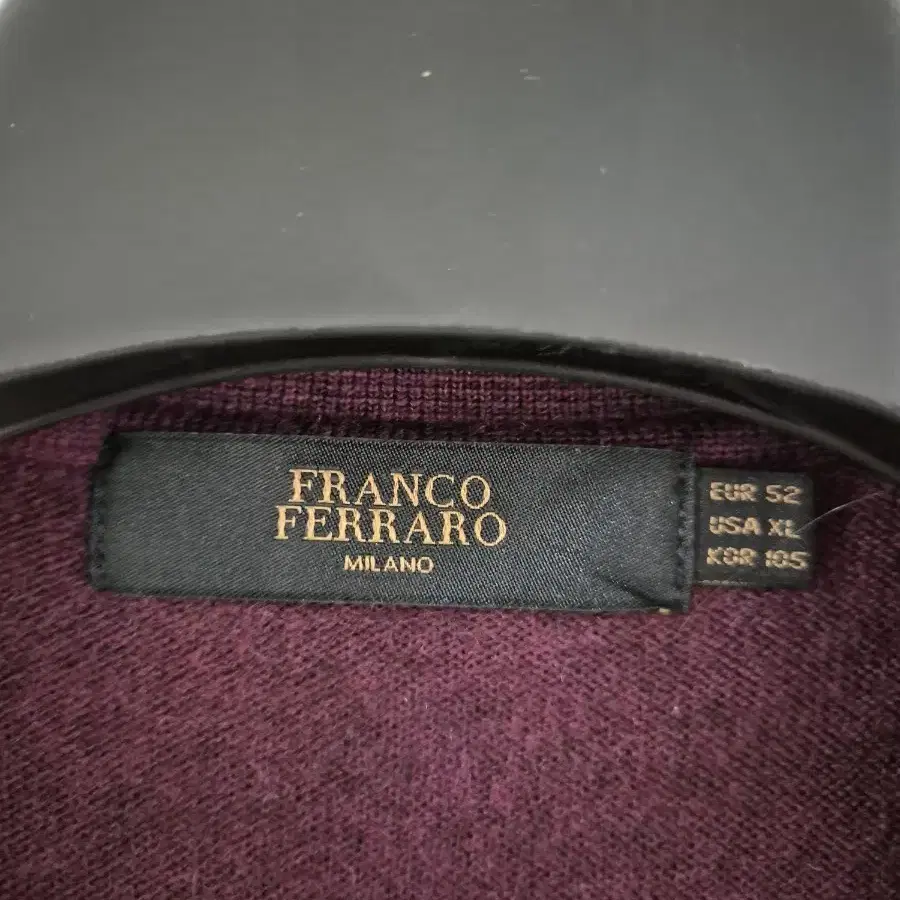 FRANCO
FERRARO
MILANO
EUR 52
USA XL
KOR 105